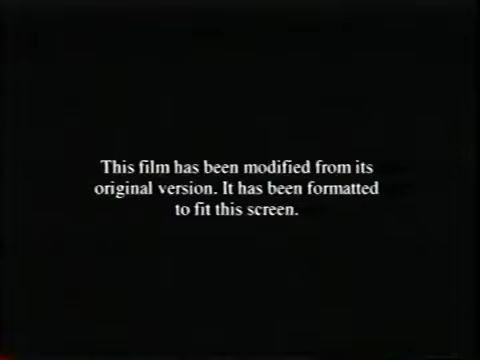 This film has been modified from its
original version. It has been formatted
to fit this screen.